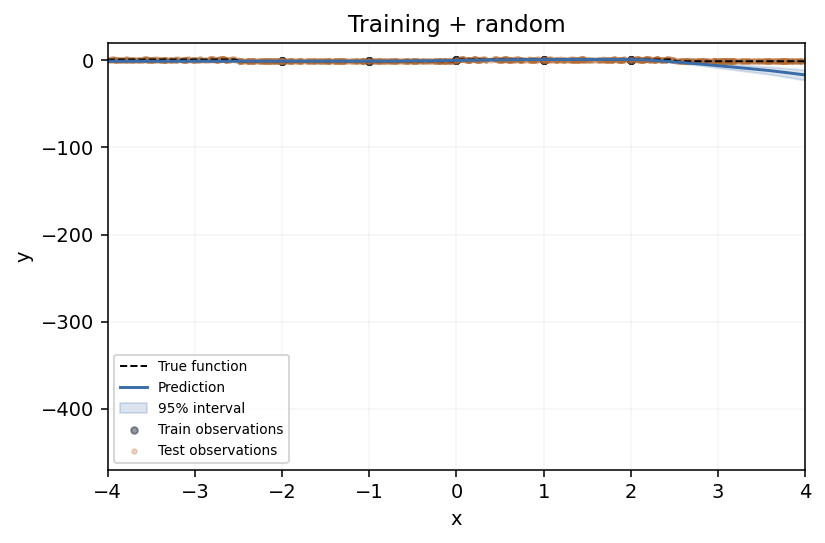 Training + random
0
−100
−200
−300
−400
y
True function
Prediction
95% interval
Train observations
Test observations
−4 −3 −2 −1 0 1 2 3 4
x